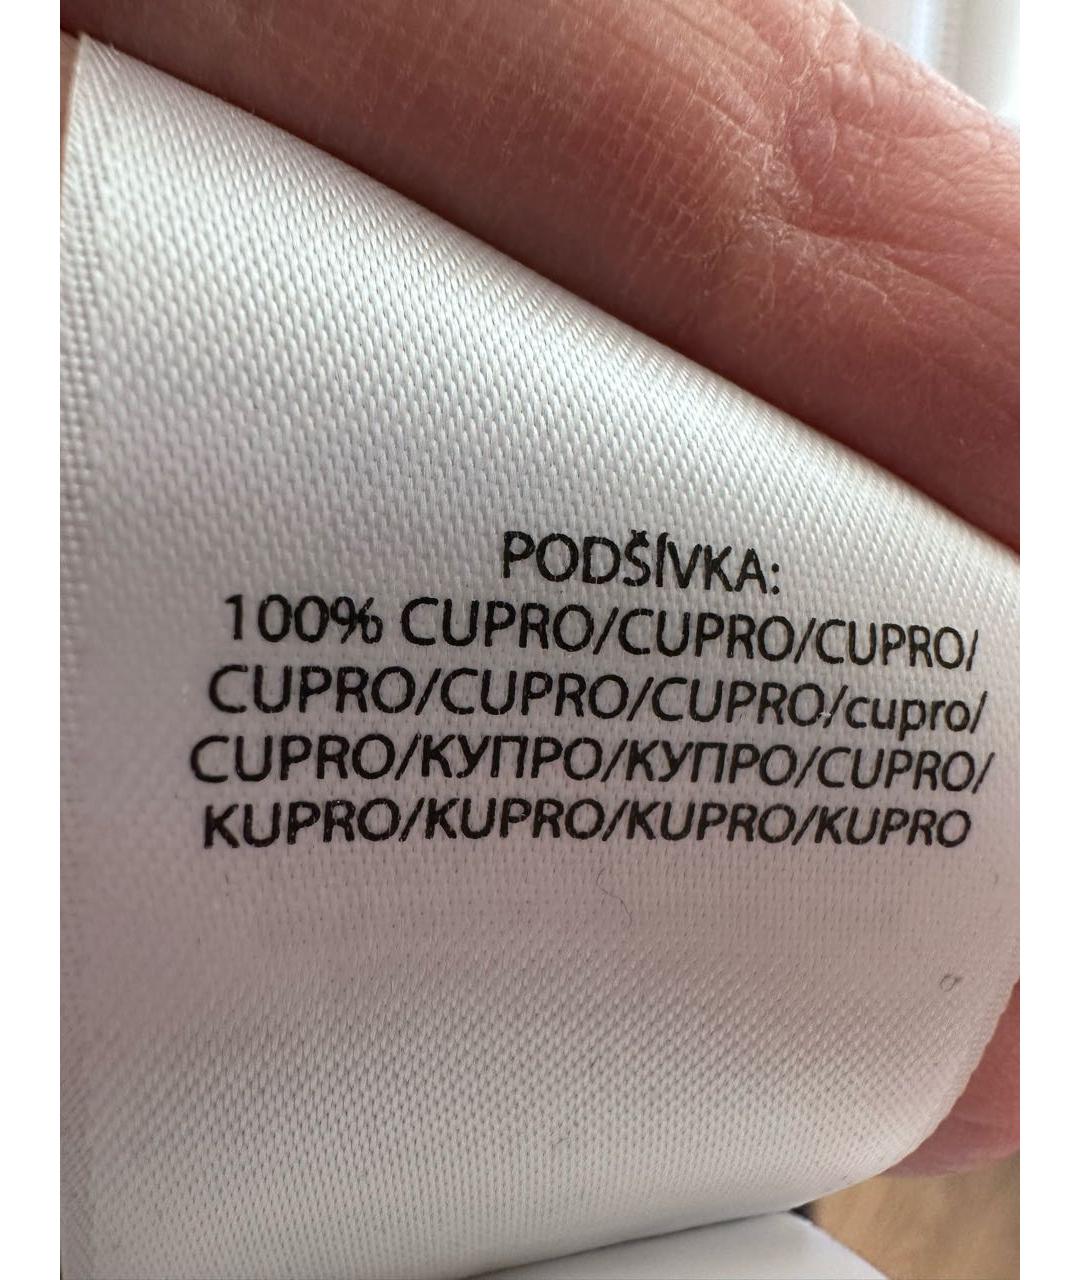 PODŠÍVKA:
100% CUPRO/CUPRO/CUPRO/
CUPRO/CUPRO/CUPRO/cupro/
CUPRO/КУПРО/КУПРО/CUPRO/
KUPRO/KUPRO/KUPRO/KUPRO